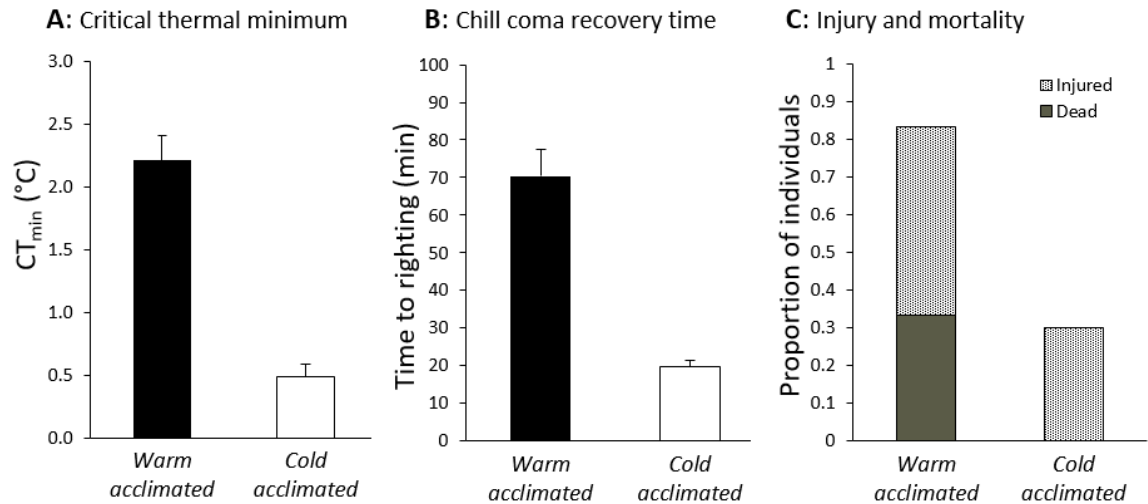 A: Critical thermal minimum
3.0
2.5
2.0
1.5
1.0
0.5
0.0
CTmin (°C)
Warm acclimated
Cold acclimated
B: Chill coma recovery time
100
90
80
70
60
50
40
30
20
10
0
Time to righting (min)
Warm acclimated
Cold acclimated
C: Injury and mortality
1
0.9
0.8
0.7
0.6
0.5
0.4
0.3
0.2
0.1
0
Proportion of individuals
Injured
Dead
Warm acclimated
Cold acclimated